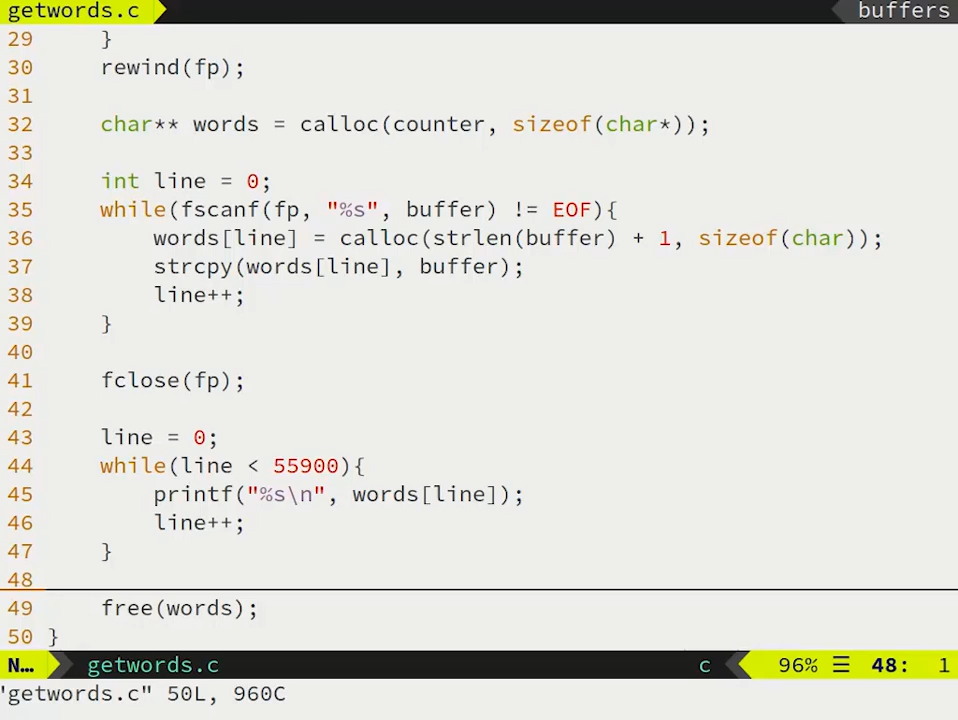 getwords.c buffers
29     }
30     rewind(fp);
31
32     char** words = calloc(counter, sizeof(char*));
33
34     int line = 0;
35     while(fscanf(fp, "%s", buffer) != EOF){
36         words[line] = calloc(strlen(buffer) + 1, sizeof(char));
37         strcpy(words[line], buffer);
38         line++;
39     }
40
41     fclose(fp);
42
43     line = 0;
44     while(line < 55900){
45         printf("%s\n", words[line]);
46         line++;
47     }
48
49     free(words);
50 }
N… getwords.c c 96% ☰ 48: 1
'getwords.c" 50L, 960C